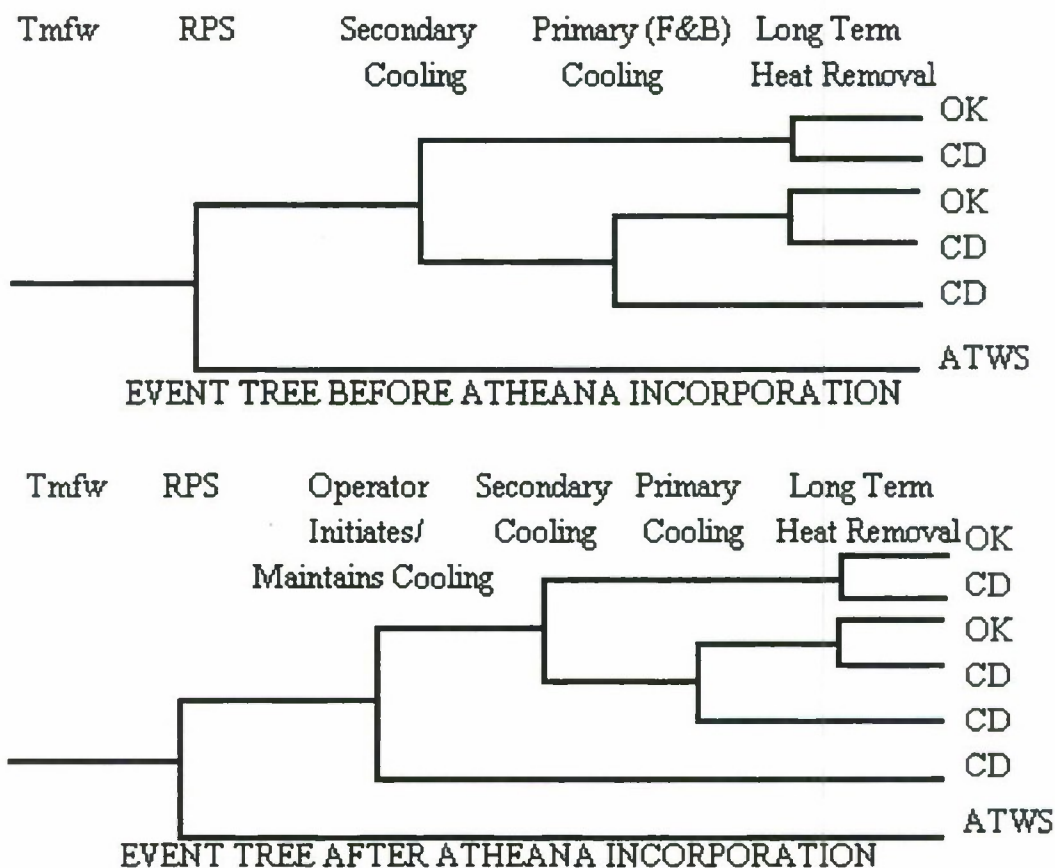 Tmfw RPS Secondary Primary (F&B) Long Term
Cooling Cooling Heat Removal
OK
CD
OK
CD
CD
ATWS
EVENT TREE BEFORE ATHEANA INCORPORATION
Tmfw RPS Operator Secondary Primary Long Term
Initiates/ Cooling Cooling Heat Removal OK
Maintains Cooling CD
OK
CD
CD
CD
ATWS
EVENT TREE AFTER ATHEANA INCORPORATION